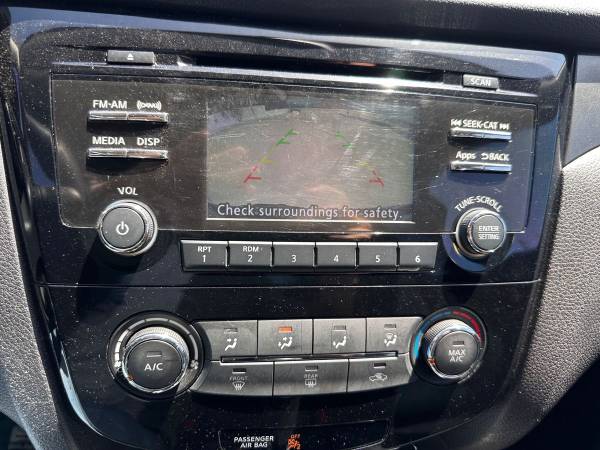 SCAN
FM·AM
MEDIA DISP
SEEK·CAT
Apps BACK
Check surroundings for safety.
VOL
TUNE·SCROLL
ENTER
SETTING
RPT
1
RDM
2
3
4
5
6
A/C
MAX
A/C
FRONT
REAR
PASSENGER
AIR BAG
OFF